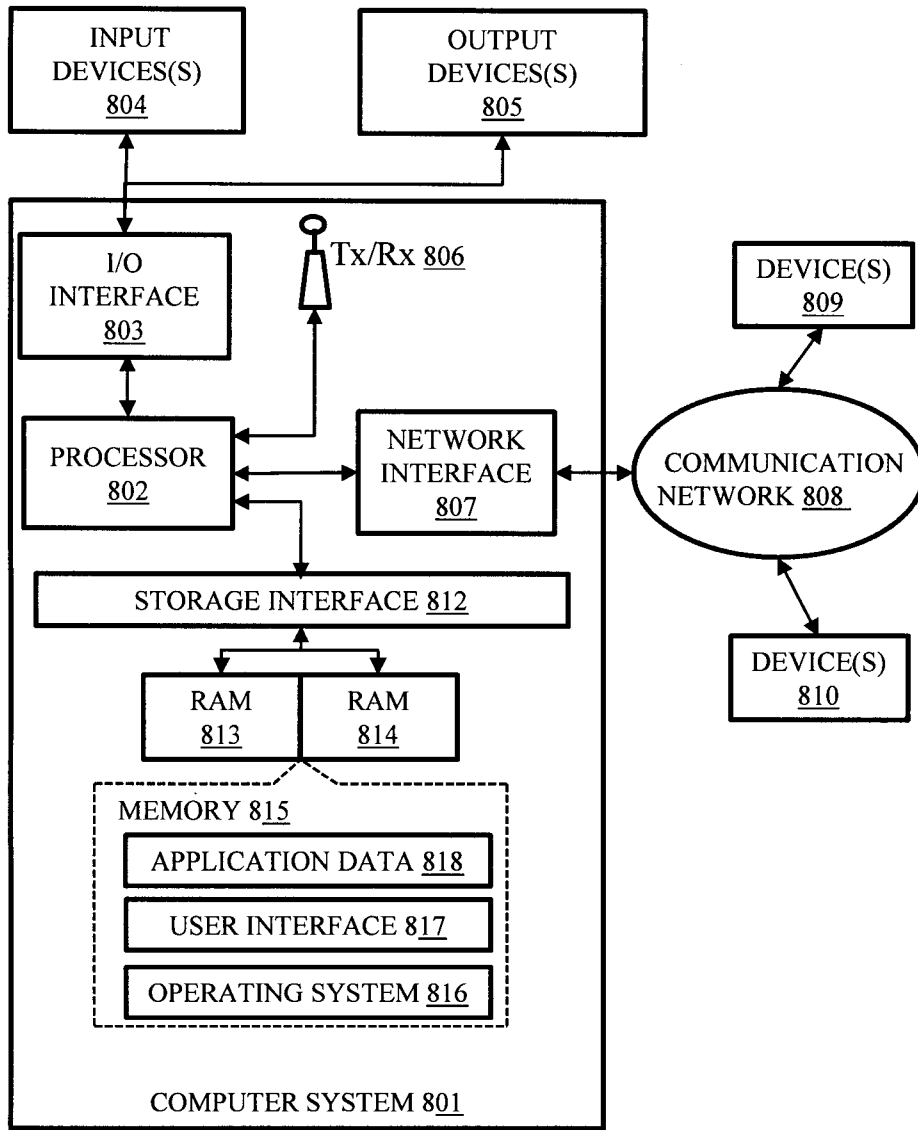 INPUT
DEVICES(S)
804
OUTPUT
DEVICES(S)
805
I/O
INTERFACE
803
Tx/Rx 806
DEVICE(S)
809
PROCESSOR
802
NETWORK
INTERFACE
807
COMMUNICATION
NETWORK 808
STORAGE INTERFACE 812
DEVICE(S)
810
RAM
813
RAM
814
MEMORY 815
APPLICATION DATA 818
USER INTERFACE 817
OPERATING SYSTEM 816
COMPUTER SYSTEM 801